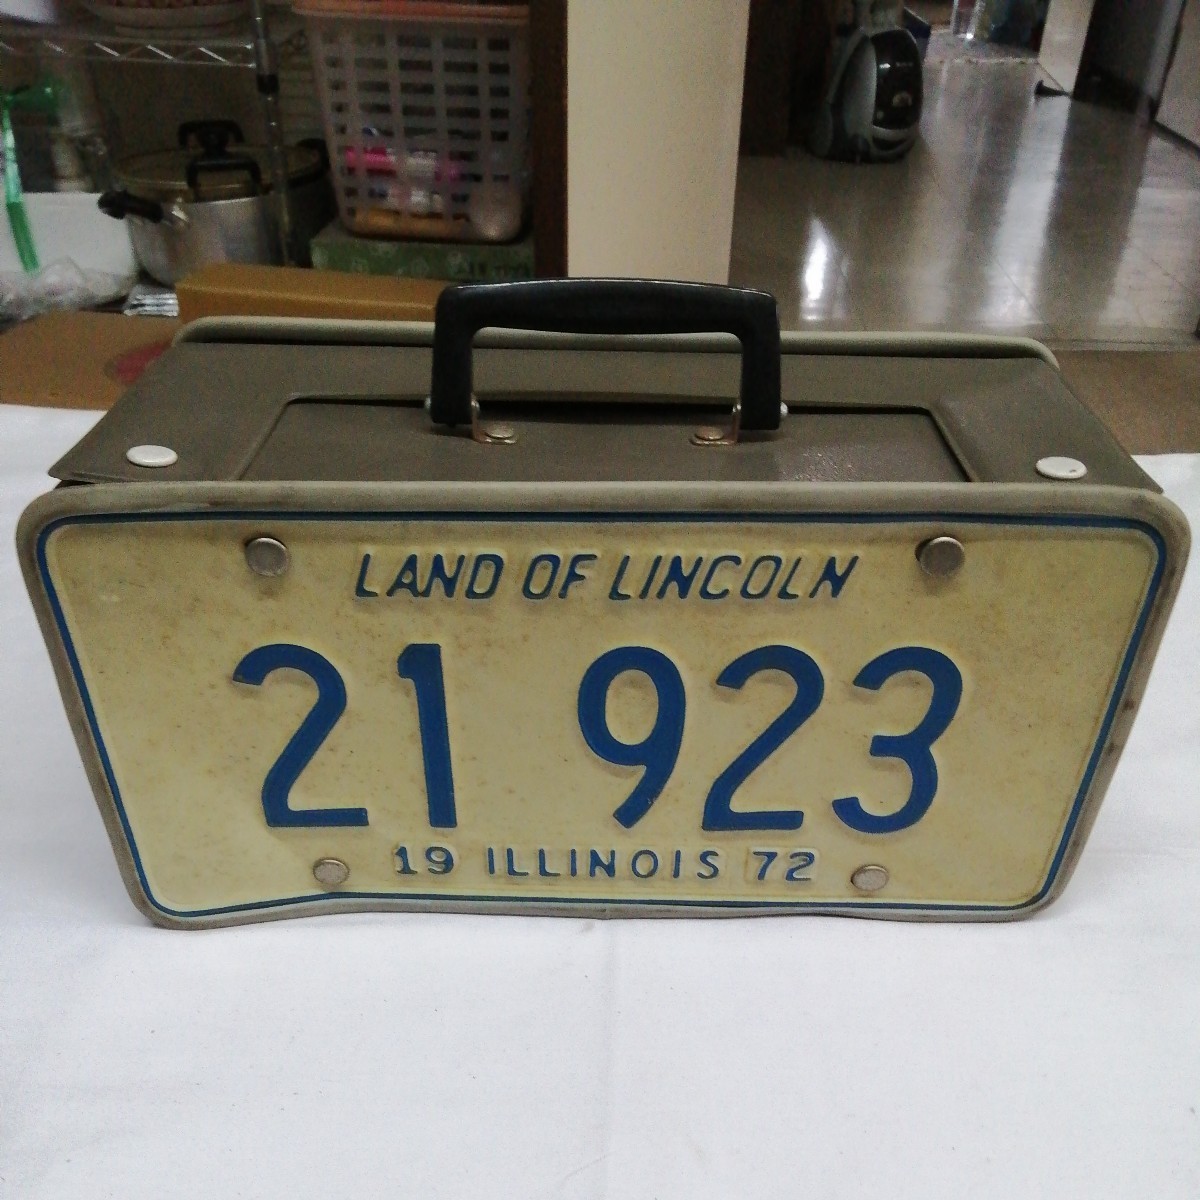 LAND OF LINCOLN
21 923
19 ILLINOIS 72